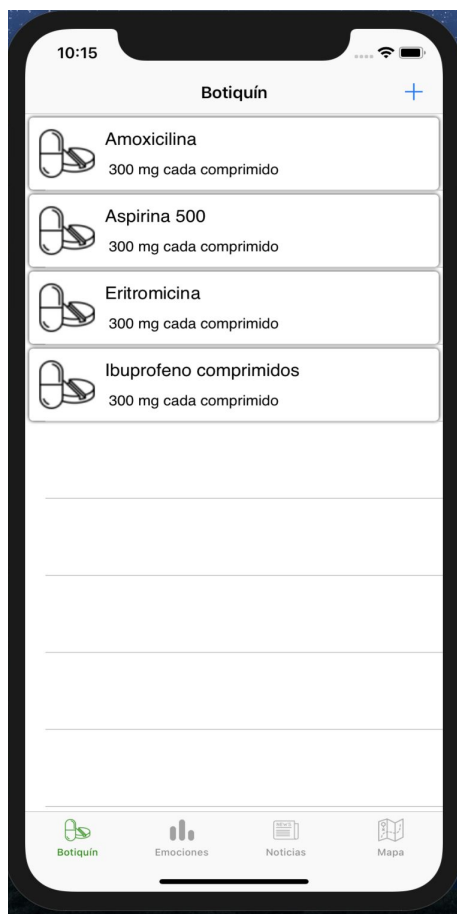 10:15
Botiquín
Amoxicilina
300 mg cada comprimido
Aspirina 500
300 mg cada comprimido
Eritromicina
300 mg cada comprimido
Ibuprofeno comprimidos
300 mg cada comprimido
NEWS
Botiquín Emociones Noticias Mapa